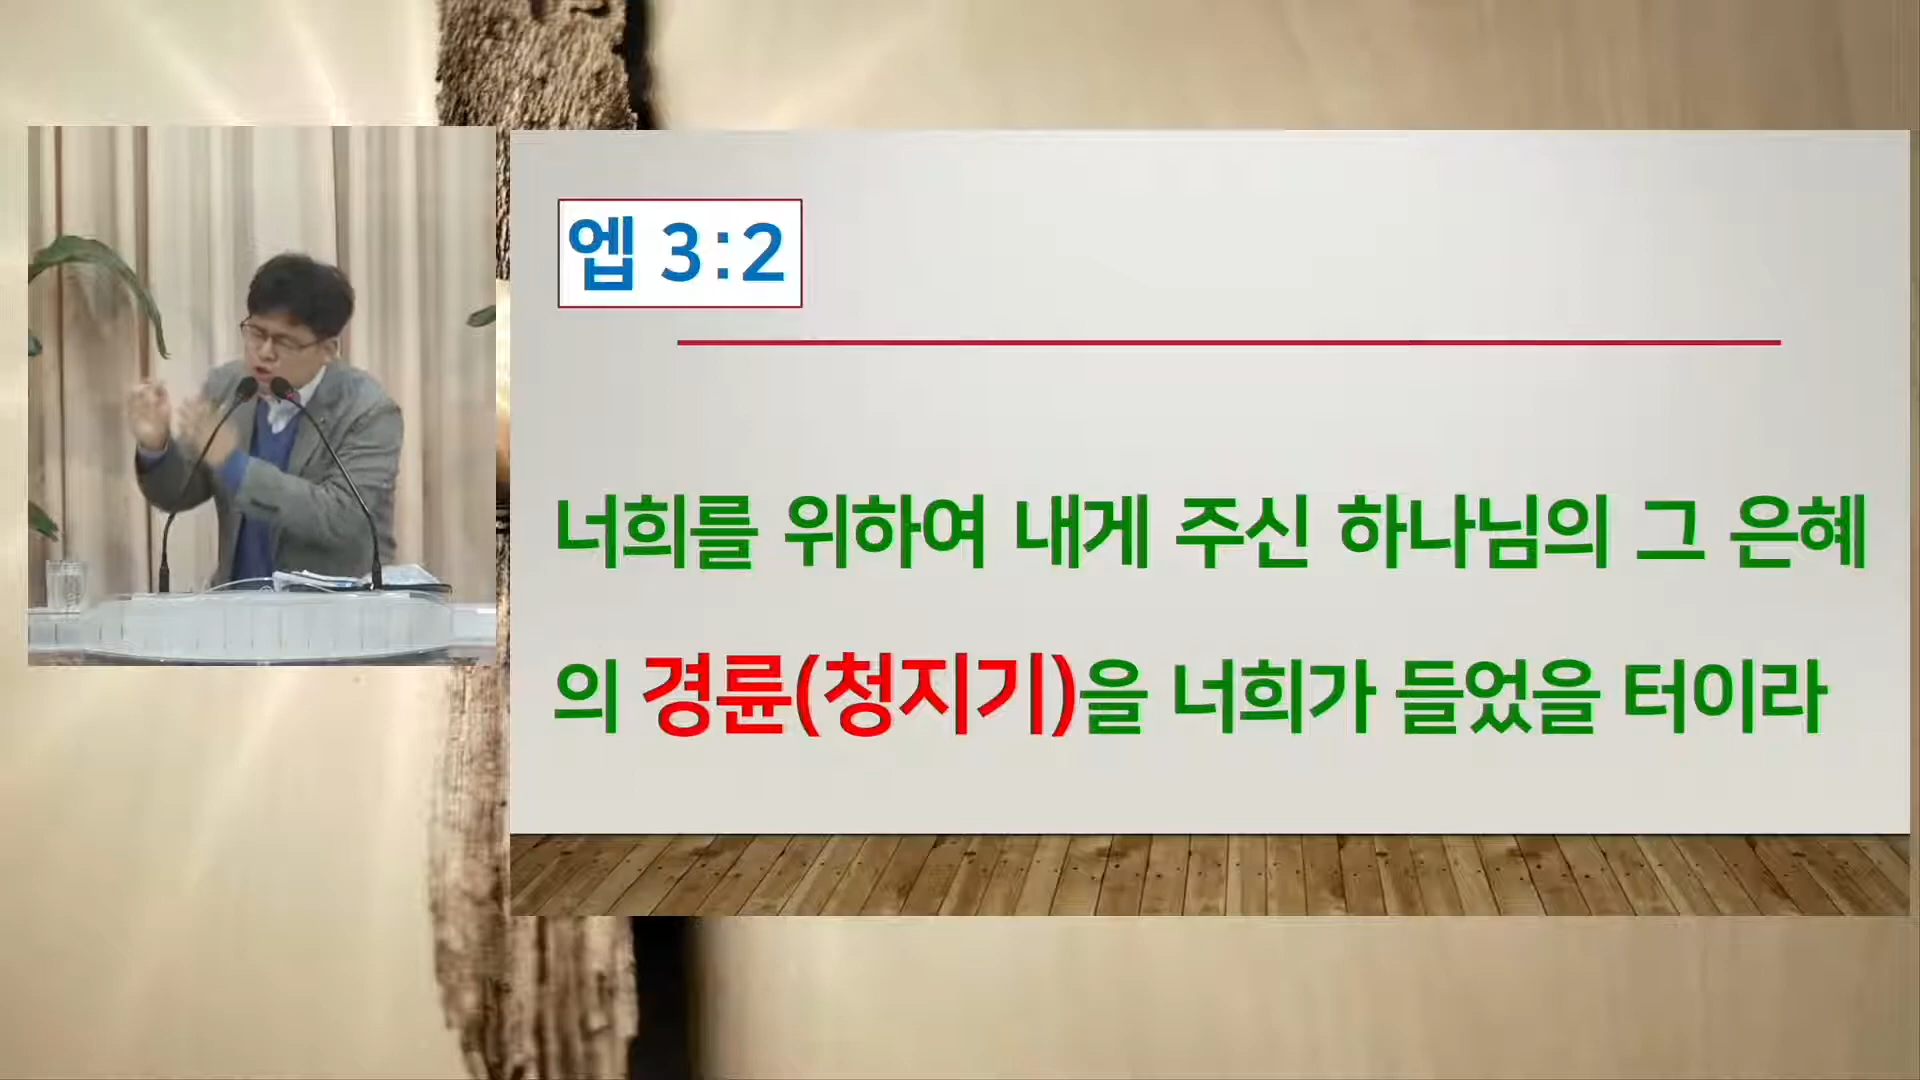 엡 3:2
너희를 위하여 내게 주신 하나님의 그 은혜
의 경륜(청지기)을 너희가 들었을 터이라